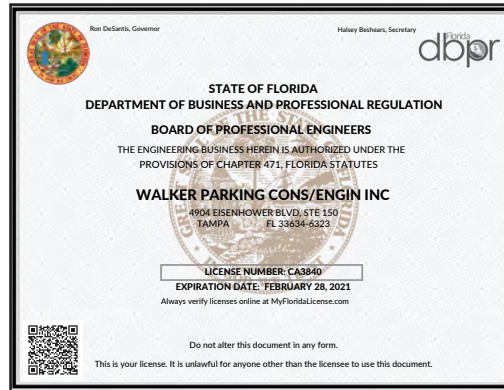 Ron DeSantis, Governor
Halsey Beshears, Secretary
Florida
dbpr
STATE OF FLORIDA
DEPARTMENT OF BUSINESS AND PROFESSIONAL REGULATION
BOARD OF PROFESSIONAL ENGINEERS
THE ENGINEERING BUSINESS HEREIN IS AUTHORIZED UNDER THE
PROVISIONS OF CHAPTER 471, FLORIDA STATUTES
WALKER PARKING CONS/ENGIN INC
4904 EISENHOWER BLVD, STE 150
TAMPA FL 33634-6323
LICENSE NUMBER: CA3840
EXPIRATION DATE: FEBRUARY 28, 2021
Always verify licenses online at MyFloridaLicense.com
Do not alter this document in any form.
This is your license. It is unlawful for anyone other than the licensee to use this document.